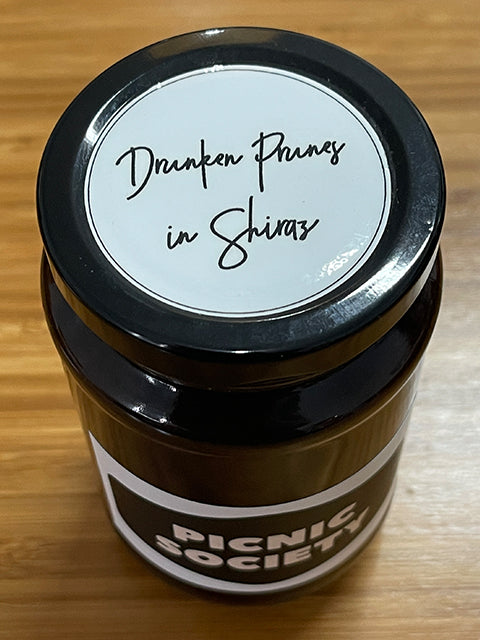 Drunken Prunes
in Shiraz
PICNIC
SOCIETY